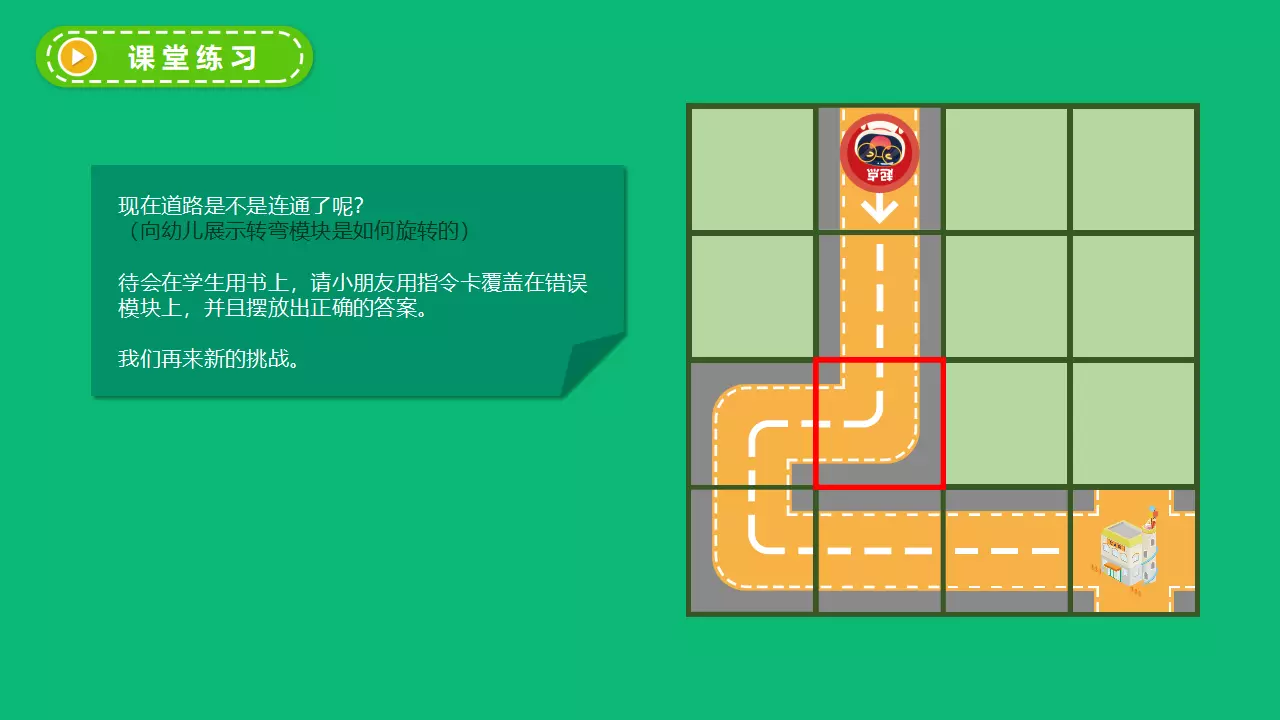 课堂练习
现在道路是不是连通了呢？
（向幼儿展示转弯模块是如何旋转的）
待会在学生用书上，请小朋友用指令卡覆盖在错误
模块上，并且摆放出正确的答案。
我们再来新的挑战。
起点